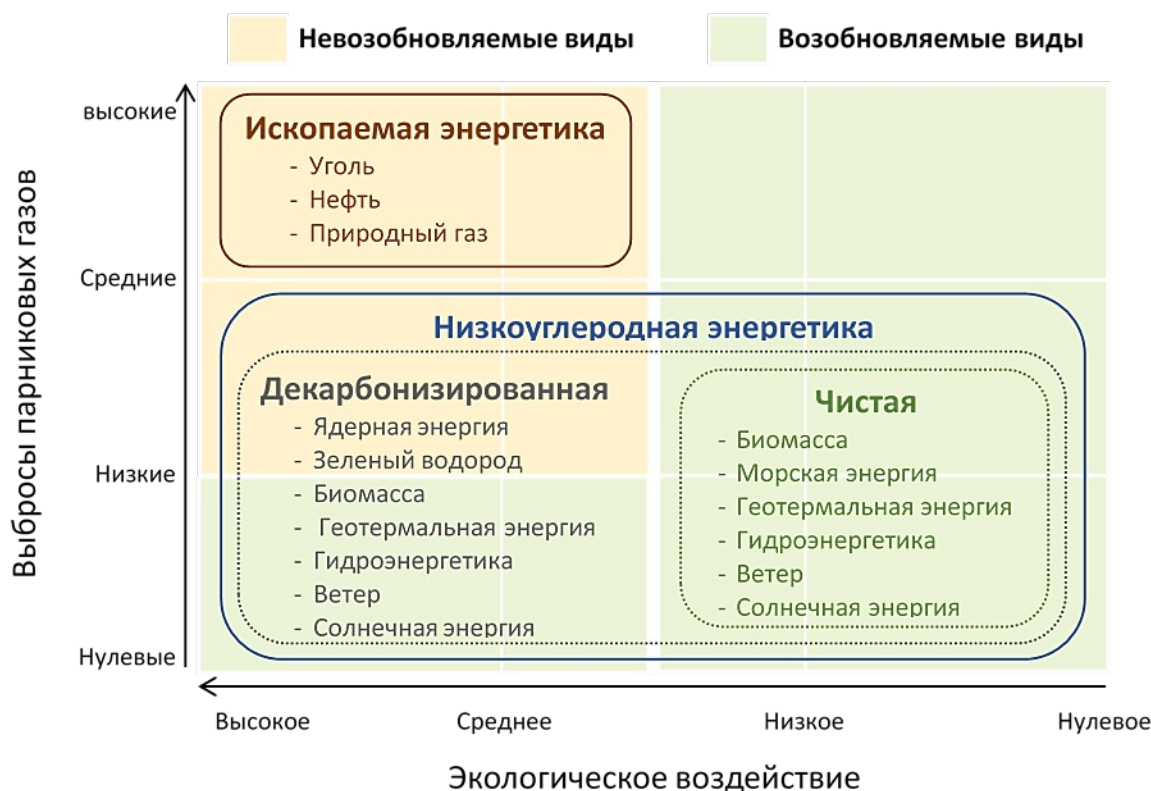 Невозобновляемые виды
Возобновляемые виды
Выбросы парниковых газов
высокие
Средние
Низкие
Нулевые
Ископаемая энергетика
- Уголь
- Нефть
- Природный газ
Низкоуглеродная энергетика
Декарбонизированная
- Ядерная энергия
- Зеленый водород
- Биомасса
- Геотермальная энергия
- Гидроэнергетика
- Ветер
- Солнечная энергия
Чистая
- Биомасса
- Морская энергия
- Геотермальная энергия
- Гидроэнергетика
- Ветер
- Солнечная энергия
Высокое
Среднее
Низкое
Нулевое
Экологическое воздействие